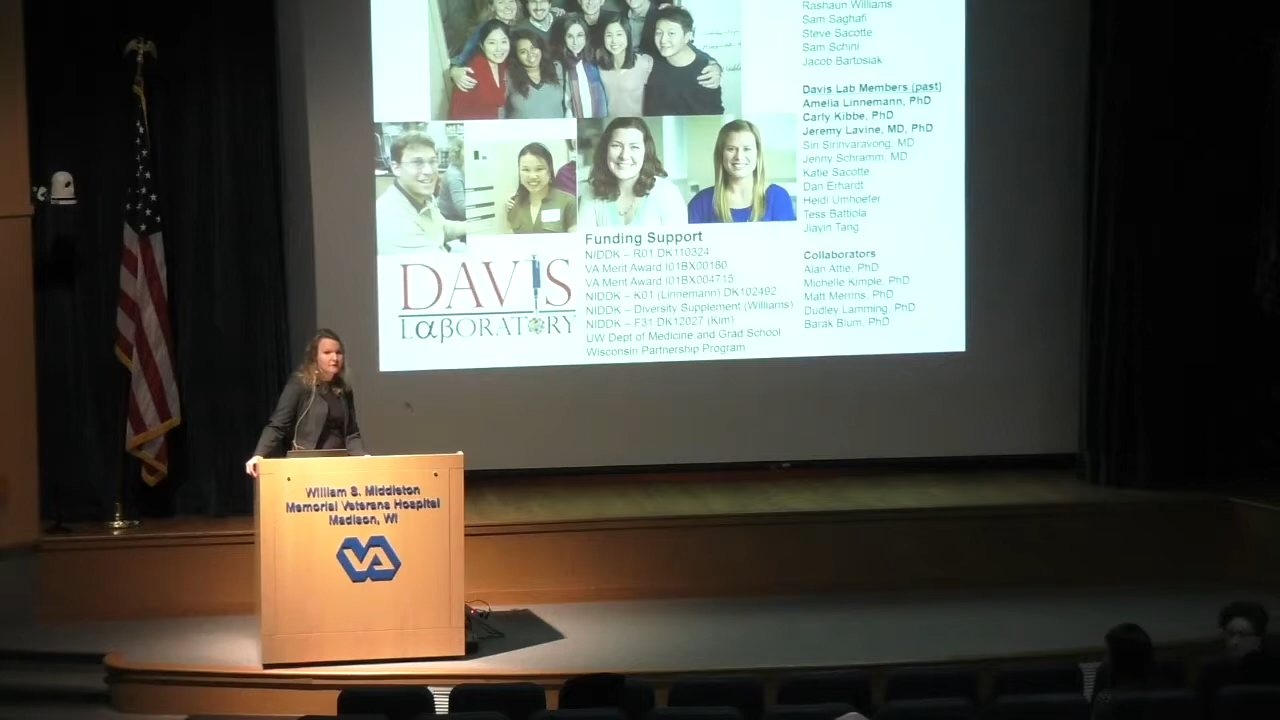 Rashaun Williams
Sam Saghafi
Steve Sacotte
Sam Schini
Jacob Bartosiak
Davis Lab Members (past)
Amelia Linnemann, PhD
Carly Kibbe, PhD
Jeremy Lavine, MD, PhD
Siri Sirinvaravong, MD
Jenny Schramm, MD
Katie Sacotte
Dan Erhardt
Heidi Umhoefer
Tess Battiola
Jiayin Tang
Collaborators
Alan Attie, PhD
Michelle Kimple, PhD
Matt Merrins, PhD
Dudley Lamming, PhD
Barak Blum, PhD
Funding Support
NIDDK – R01 DK110324
VA Merit Award I01BX00180
VA Merit Award I01BX004715
NIDDK – K01 (Linnemann) DK102492
NIDDK – Diversity Supplement (Williams)
NIDDK – F31 DK12027 (Kim)
UW Dept of Medicine and Grad School
Wisconsin Partnership Program
DAVIS
LαβORATORY
William S. Middleton
Memorial Veterans Hospital
Madison, WI
VA